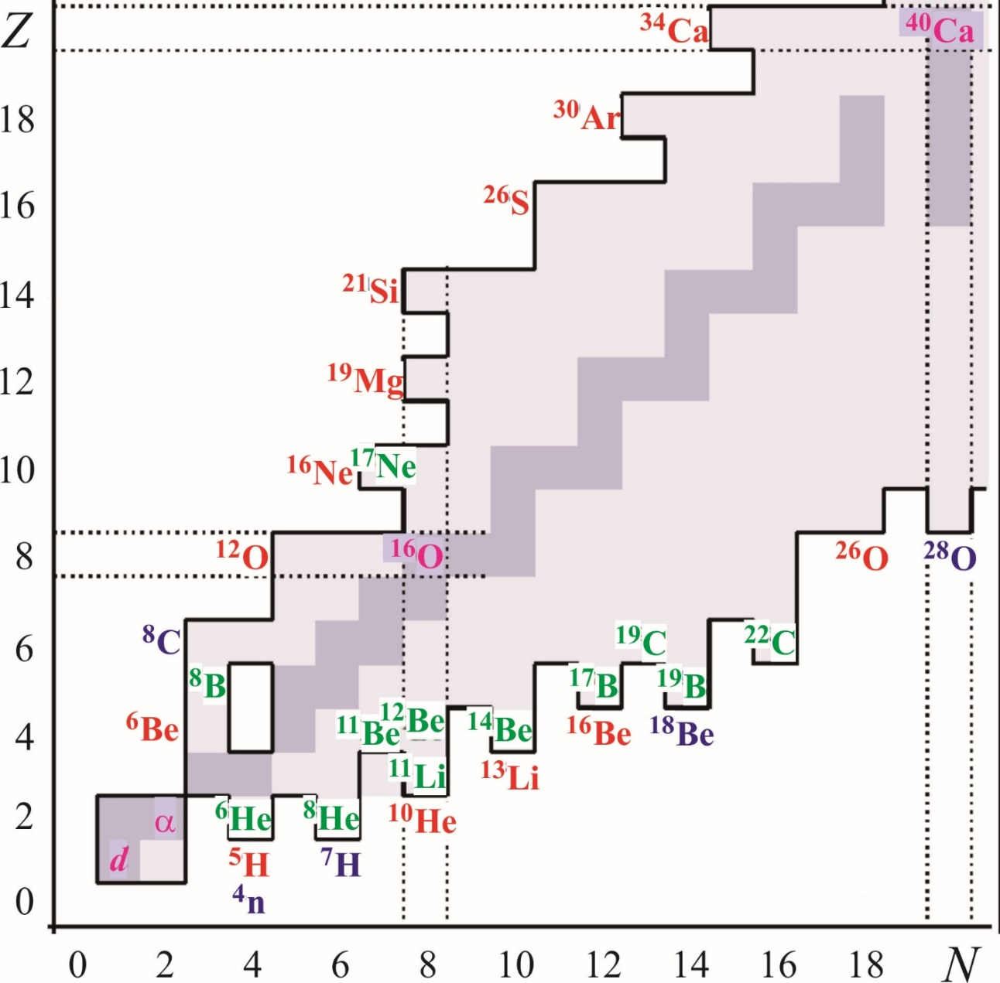 Z
³⁴Ca
⁴⁰Ca
18
³⁰Ar
16
²⁶S
14
²¹Si
12
¹⁹Mg
10
¹⁶Ne
¹⁷Ne
8
¹²O
¹⁶O
²⁶O
²⁸O
6
⁸C
¹⁹C
²²C
⁸B
¹⁷B
¹⁹B
4
⁶Be
¹¹Be
¹²Be
¹⁴Be
¹⁶Be
¹⁸Be
¹¹Li
¹³Li
2
α
⁶He
⁸He
¹⁰He
d
⁵H
⁷H
0
⁴n
0 2 4 6 8 10 12 14 16 18 N